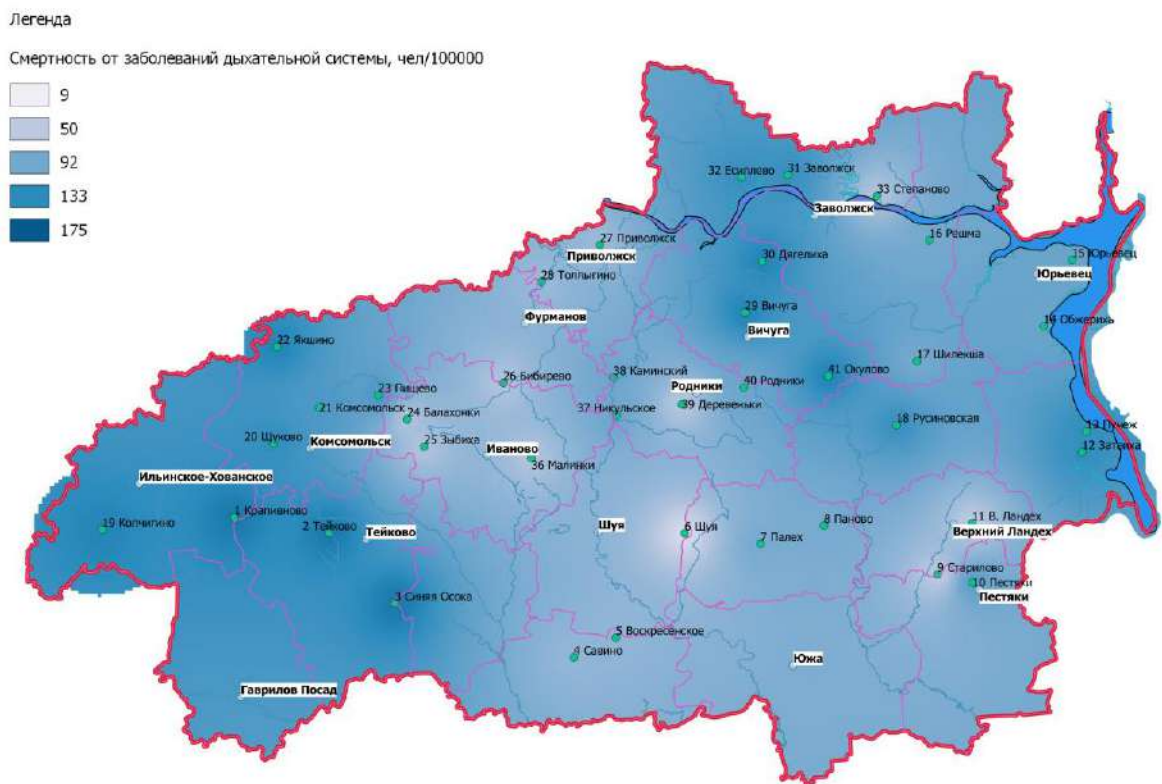 Легенда
Смертность от заболеваний дыхательной системы, чел/100000
9
50
92
133
175
32 Есиплево
31 Заволжск
33 Степаново
Заволжск
27 Приволжск
16 Решма
Приволжск
30 Дягелиха
15 Юрьевец
Юрьевец
28 Толпыгино
29 Вичуга
Фурманов
14 Обжериха
Вичуга
22 Якшино
17 Шилекша
38 Каминский
26 Бибирево
41 Окулово
Родники
40 Родники
23 Пищево
21 Комсомольск
39 Деревеньки
24 Балахонки
37 Никульское
18 Русиновская
13 Пучеж
20 Щуково
Комсомольск
25 Зыбиха
Иваново
12 Затеиха
36 Малинки
Ильинское-Хованское
1 Крапивново
11 В. Ландех
19 Колчигино
2 Тейково
Тейково
Шуя
6 Шуя
8 Паново
Верхний Ландех
7 Палех
9 Старилово
10 Пестяки
Пестяки
3 Синяя Осока
5 Воскресенское
4 Савино
Южа
Гаврилов Посад